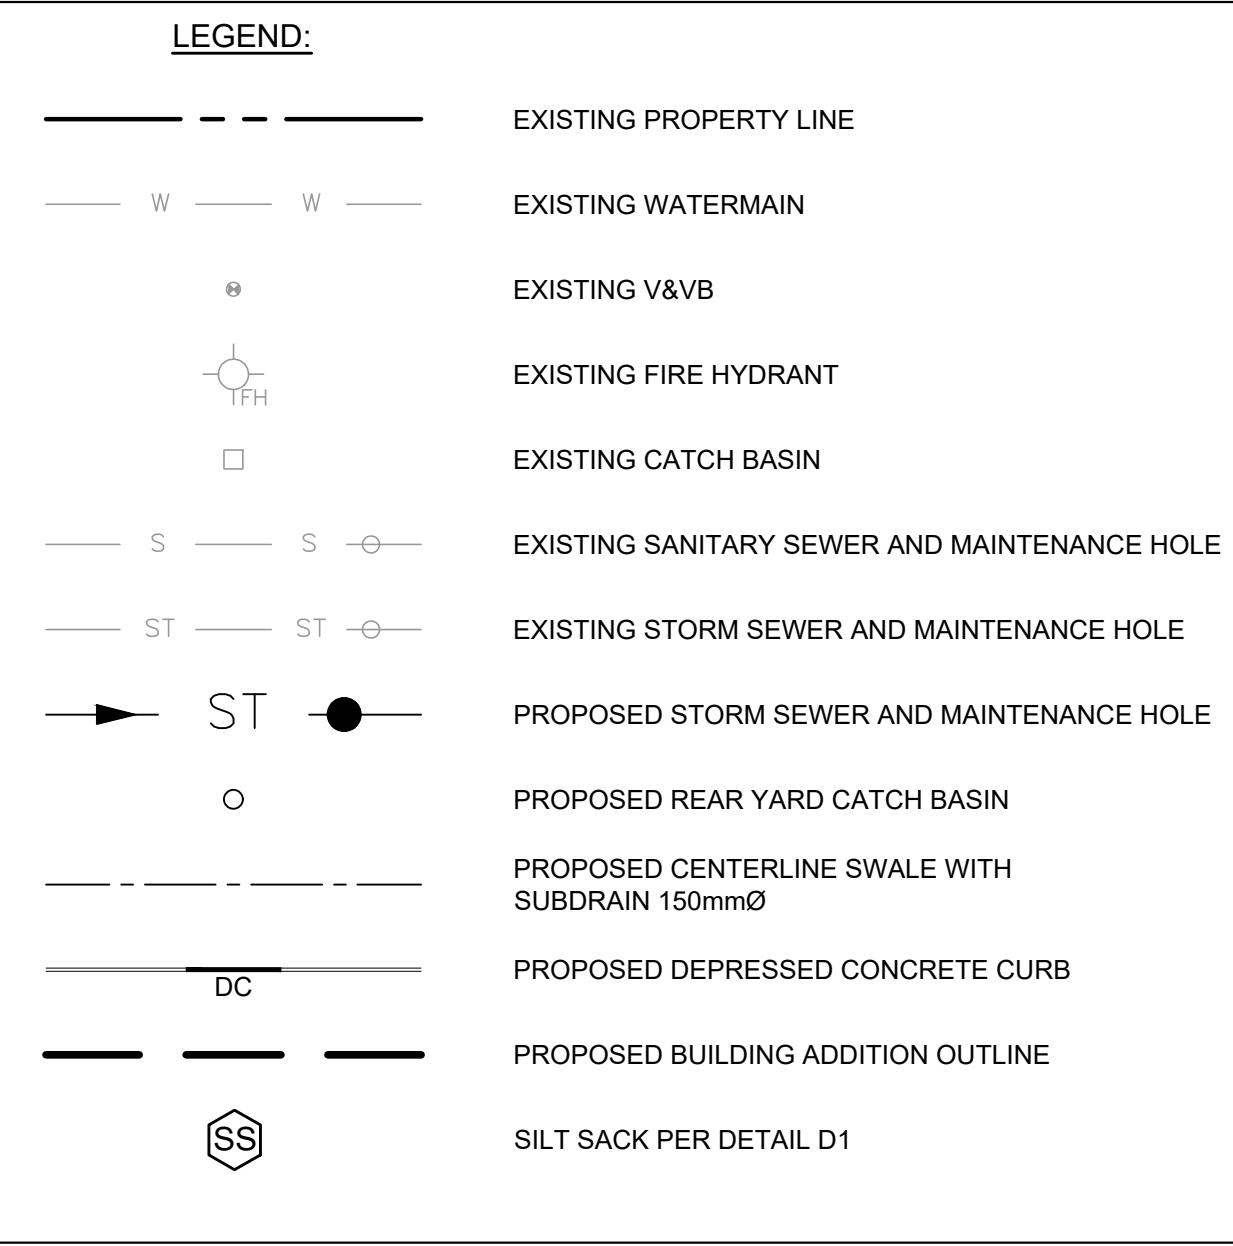 LEGEND:
EXISTING PROPERTY LINE
W W EXISTING WATERMAIN
EXISTING V&VB
FH EXISTING FIRE HYDRANT
EXISTING CATCH BASIN
S S EXISTING SANITARY SEWER AND MAINTENANCE HOLE
ST ST EXISTING STORM SEWER AND MAINTENANCE HOLE
ST PROPOSED STORM SEWER AND MAINTENANCE HOLE
PROPOSED REAR YARD CATCH BASIN
PROPOSED CENTERLINE SWALE WITH
SUBDRAIN 150mmØ
DC PROPOSED DEPRESSED CONCRETE CURB
PROPOSED BUILDING ADDITION OUTLINE
SS SILT SACK PER DETAIL D1